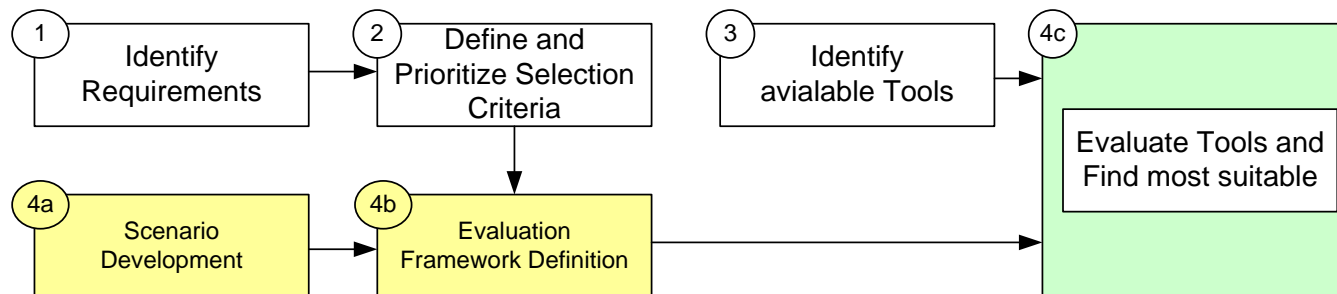 1
Identify
Requirements
2
Define and
Prioritize Selection
Criteria
3
Identify
avialable Tools
4c
Evaluate Tools and
Find most suitable
4a
Scenario
Development
4b
Evaluation
Framework Definition